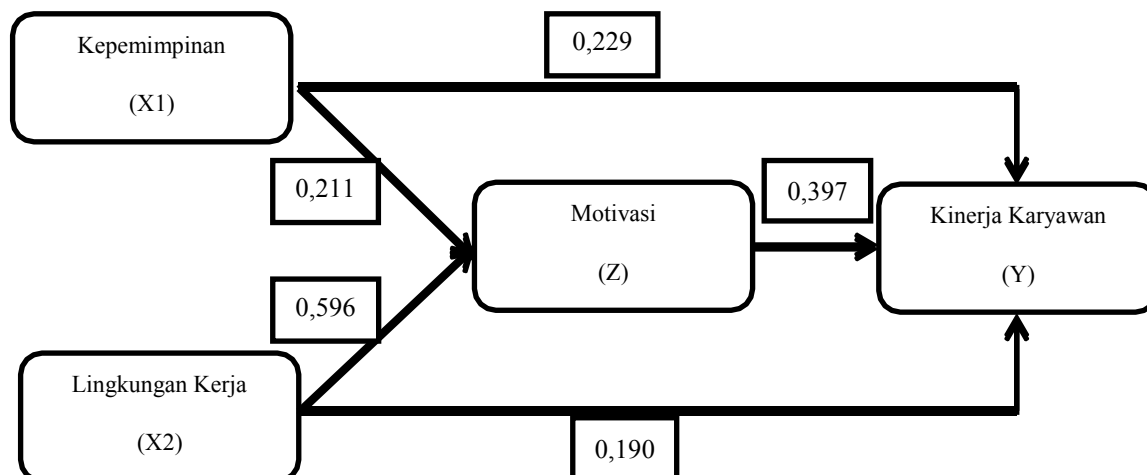 Kepemimpinan
(X1)
0,229
0,211
Motivasi
(Z)
0,397
Kinerja Karyawan
(Y)
0,596
Lingkungan Kerja
(X2)
0,190